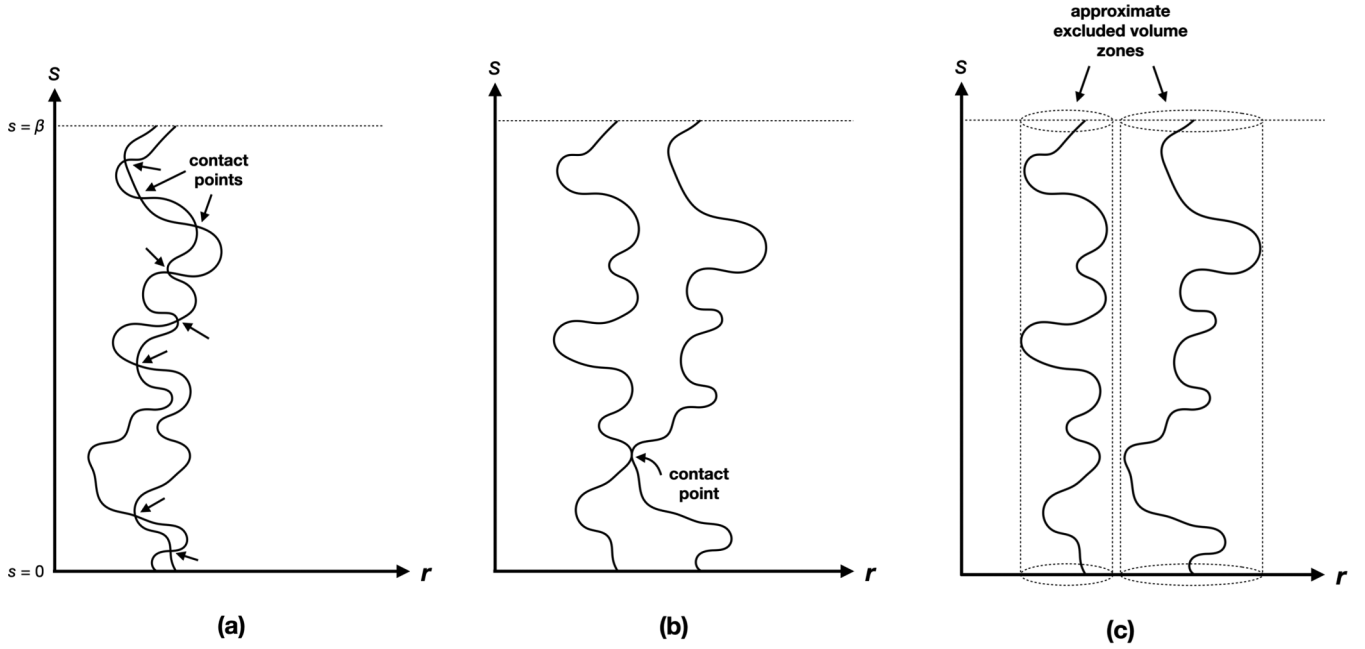 s
s = β
contact
points
s = 0
r
(a)
s
contact
point
r
(b)
approximate
excluded volume
zones
s
r
(c)